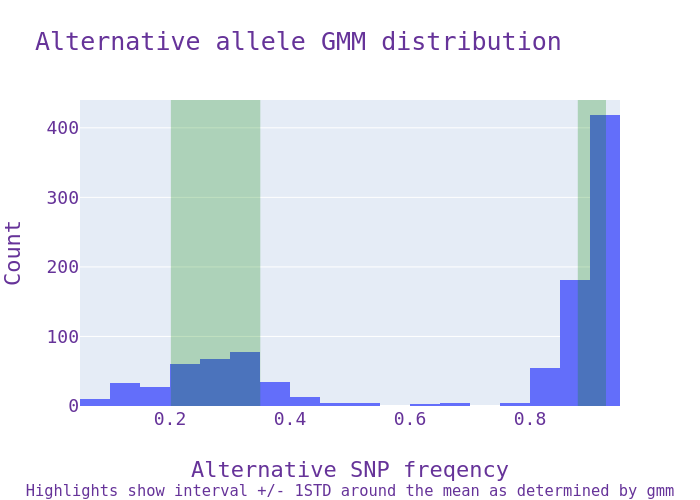 Alternative allele GMM distribution
400
300
200
100
0
Count
0.2 0.4 0.6 0.8
Alternative SNP freqency
Highlights show interval +/- 1STD around the mean as determined by gmm